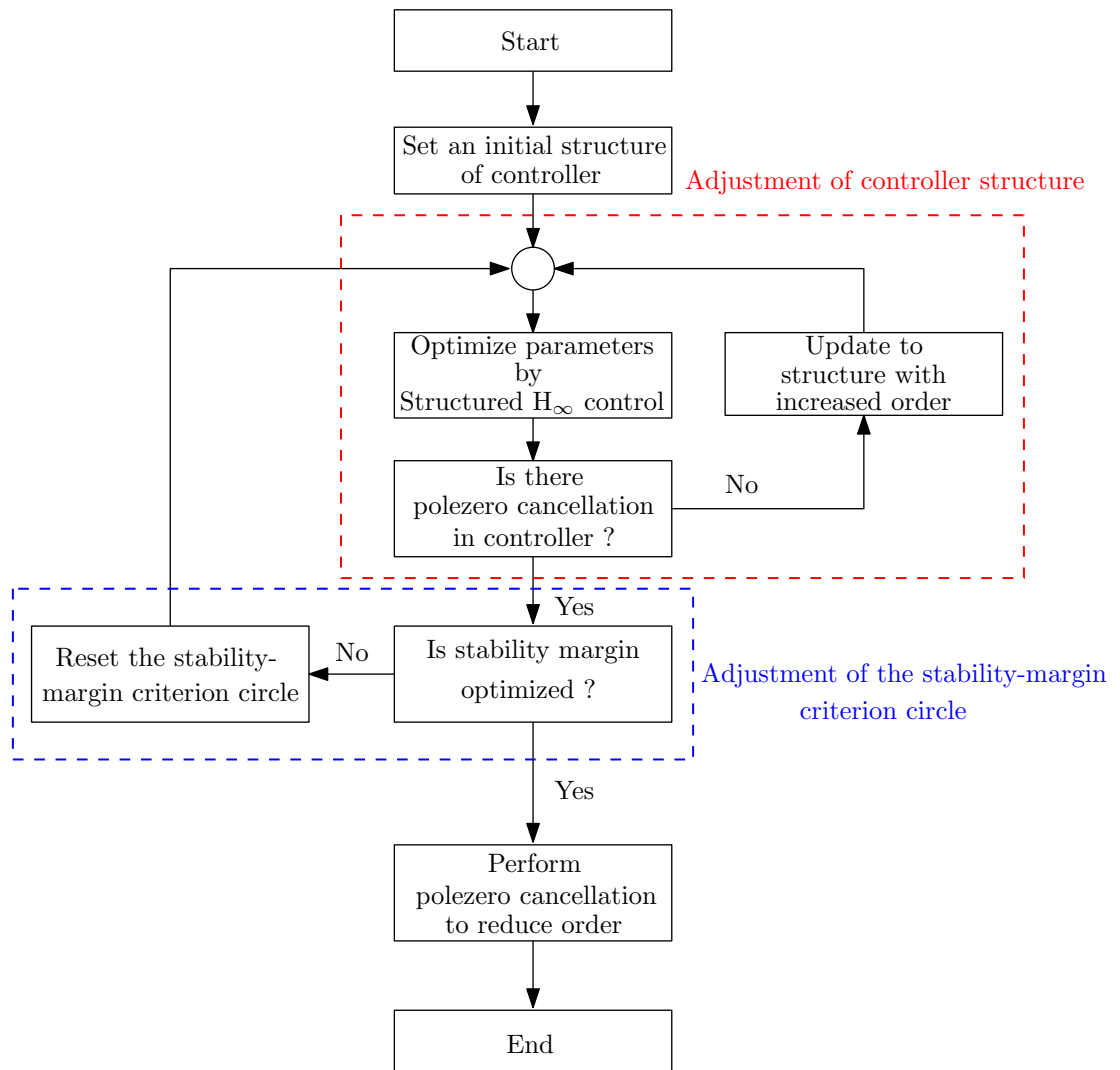 Start
Set an initial structure
of controller
Adjustment of controller structure
Optimize parameters
by
Structured H∞ control
Update to
structure with
increased order
Is there
polezero cancellation
in controller ?
No
Yes
Reset the stability-
margin criterion circle
No
Is stability margin
optimized ?
Adjustment of the stability-margin
criterion circle
Yes
Perform
polezero cancellation
to reduce order
End